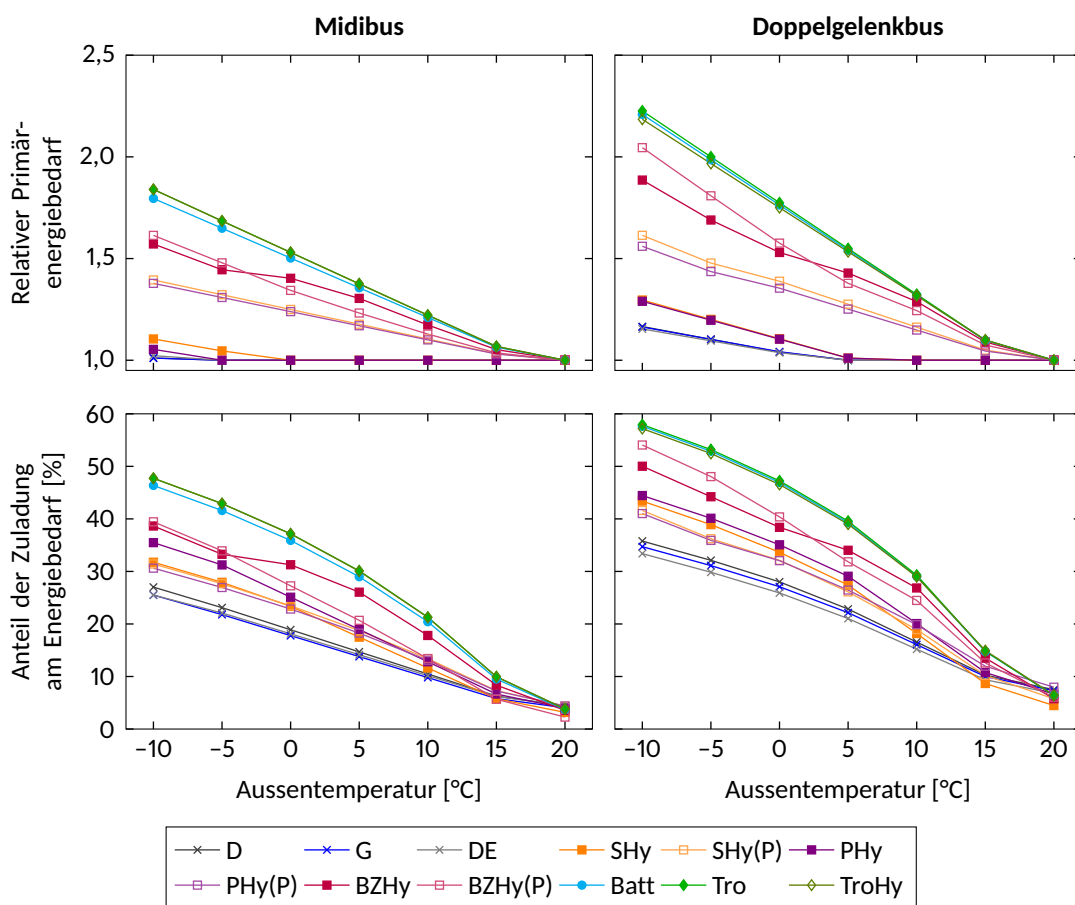 Midibus
Doppelgelenkbus
Relativer Primär-
energiebedarf
2,5
2,0
1,5
1,0
Anteil der Zuladung
am Energiebedarf [%]
60
50
40
30
20
10
0
−10 −5 0 5 10 15 20
−10 −5 0 5 10 15 20
Aussentemperatur [°C]
Aussentemperatur [°C]
D G DE SHy SHy(P) PHy
PHy(P) BZHy BZHy(P) Batt Tro TroHy